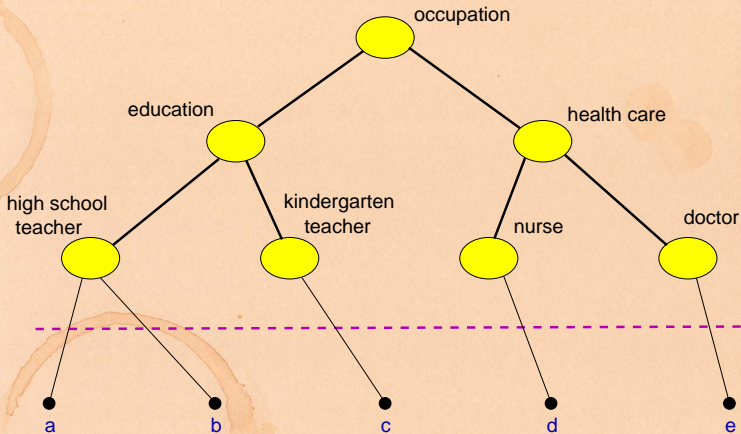 occupation
education
health care
high school
teacher
kindergarten
teacher
nurse
doctor
a
b
c
d
e